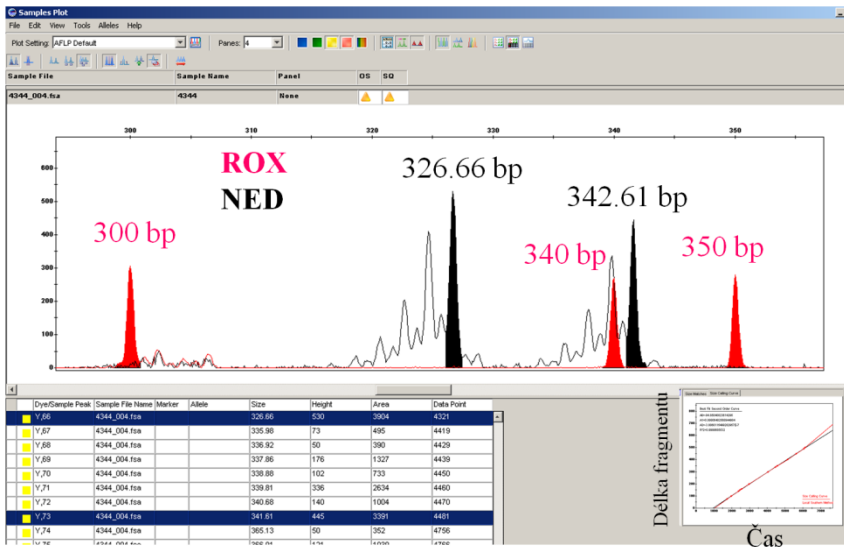 Samples Plot
File Edit View Tools Alleles Help
Plot Setting: AFLP Default Panes: 4
Sample File Sample Name Panel OS SQ
4344_004.fsa 4344 None
300 310 320 330 340 350
600
500
400
300
200
100
0
ROX
NED
300 bp
326.66 bp
340 bp
342.61 bp
350 bp
Dye/Sample Peak Sample File Name Marker Allele Size Height Area Data Point
Y,66 4344_004.fsa 326.66 530 3904 4321
Y,67 4344_004.fsa 335.98 73 495 4419
Y,68 4344_004.fsa 336.92 50 390 4429
Y,69 4344_004.fsa 337.86 176 1327 4439
Y,70 4344_004.fsa 338.88 102 733 4450
Y,71 4344_004.fsa 339.81 336 2634 4460
Y,72 4344_004.fsa 340.68 140 1004 4470
Y,73 4344_004.fsa 341.61 445 3391 4481
Y,74 4344_004.fsa 365.13 50 352 4756
Délka fragmentu
Čas